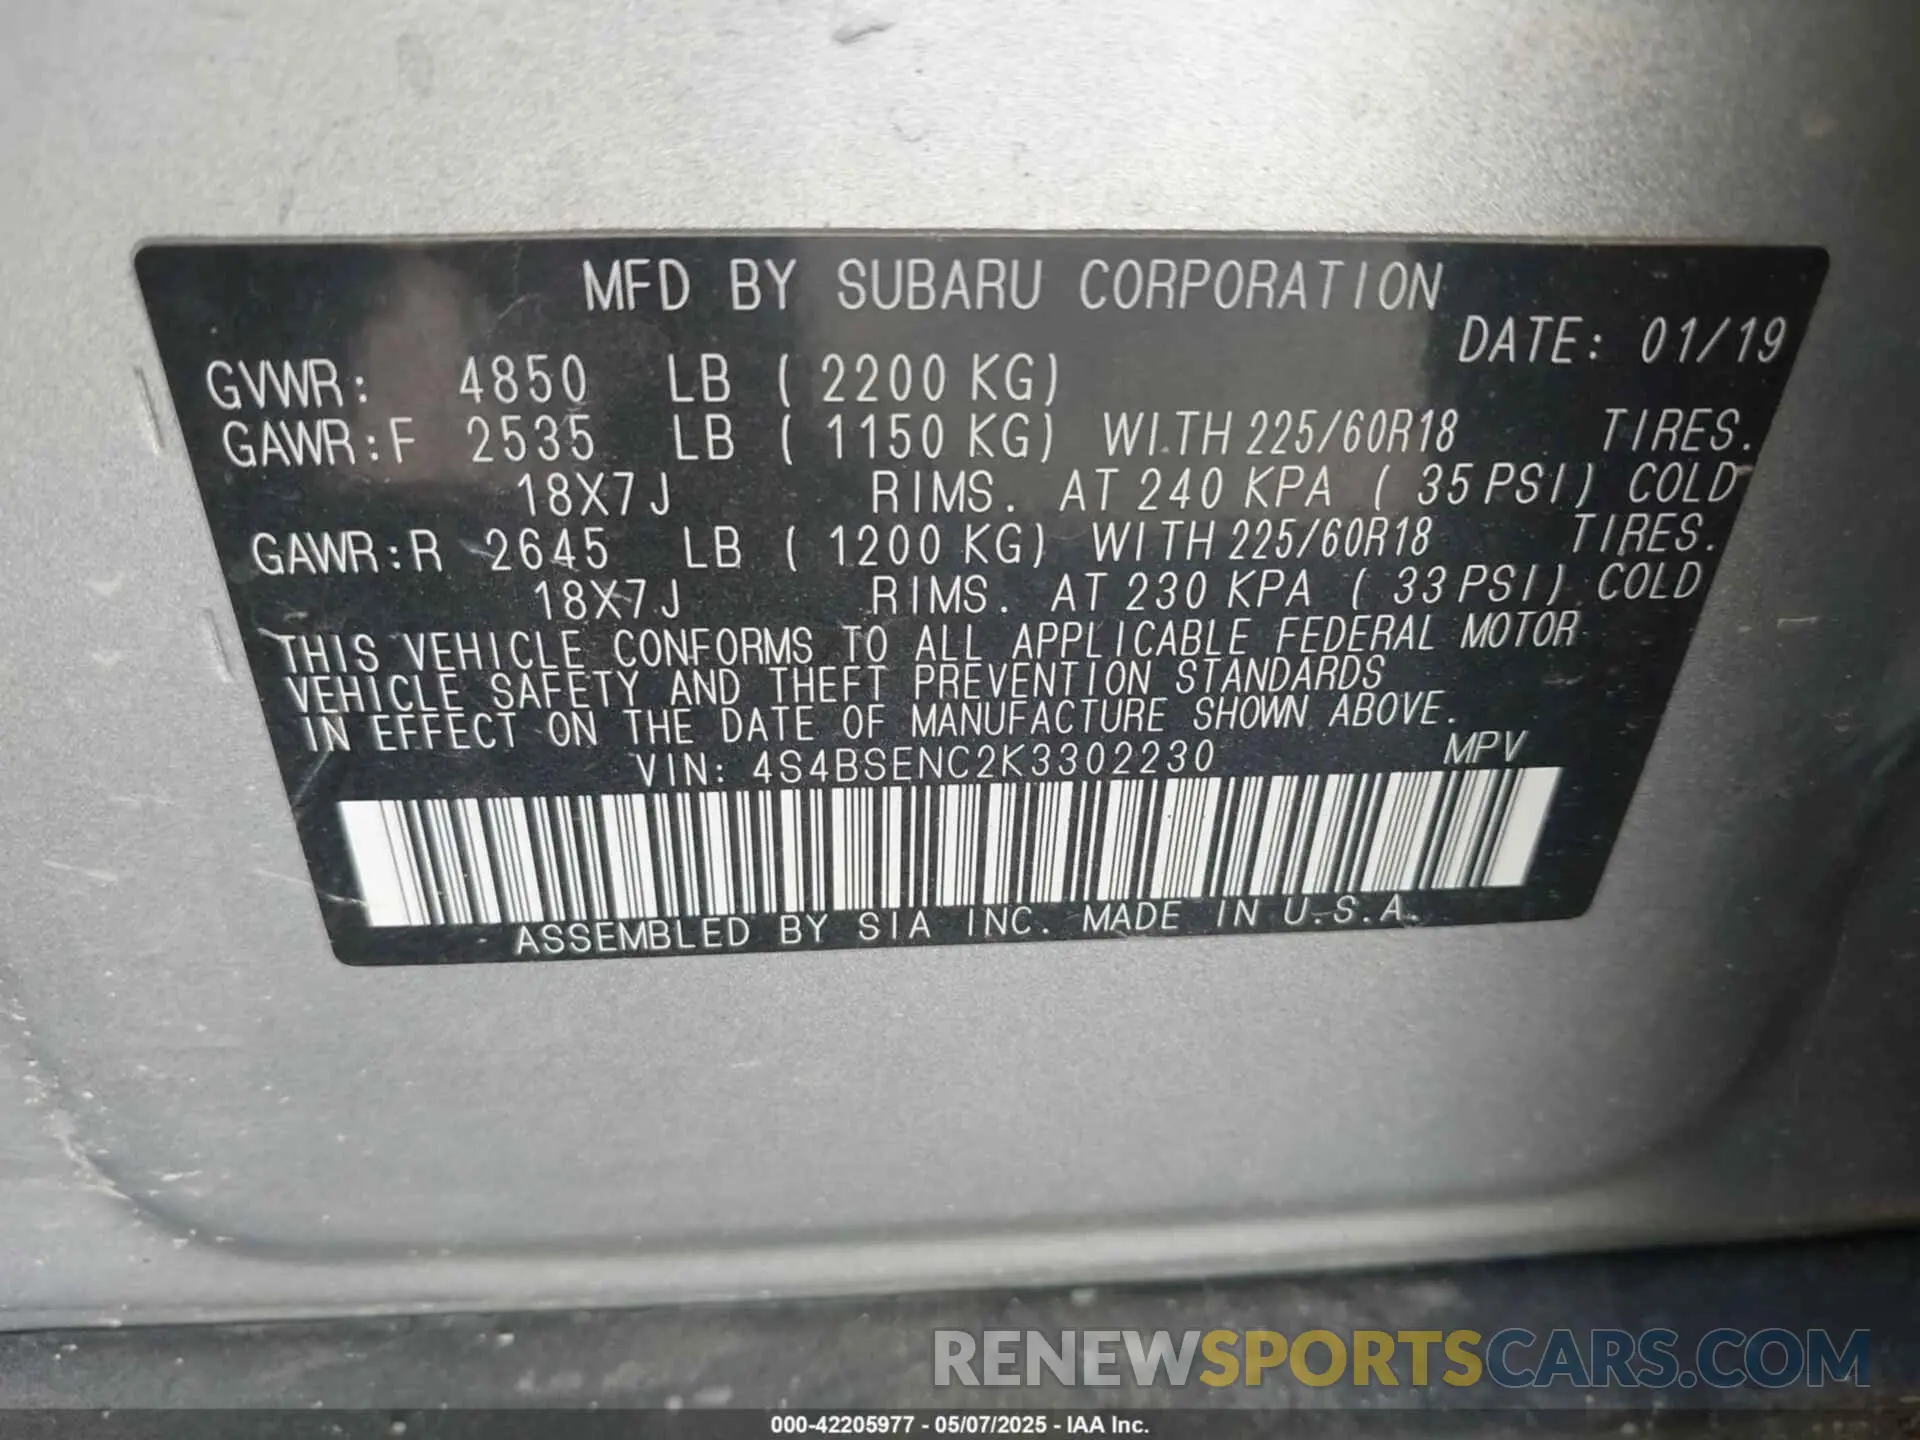 MFD BY SUBARU CORPORATION
DATE: 01/19
GVWR: 4850 LB ( 2200 KG)
GAWR:F 2535 LB ( 1150 KG) WITH 225/60R18 TIRES.
18X7J RIMS. AT 240 KPA ( 35 PSI) COLD
GAWR:R 2645 LB ( 1200 KG) WITH 225/60R18 TIRES.
18X7J RIMS. AT 230 KPA ( 33 PSI) COLD
THIS VEHICLE CONFORMS TO ALL APPLICABLE FEDERAL MOTOR
VEHICLE SAFETY AND THEFT PREVENTION STANDARDS
IN EFFECT ON THE DATE OF MANUFACTURE SHOWN ABOVE.
VIN: 4S4BSENC2K3302230 MPV
ASSEMBLED BY SIA INC. MADE IN U.S.A.
RENEWSPORTSCARS.COM
000-42205977 - 05/07/2025 - IAA Inc.